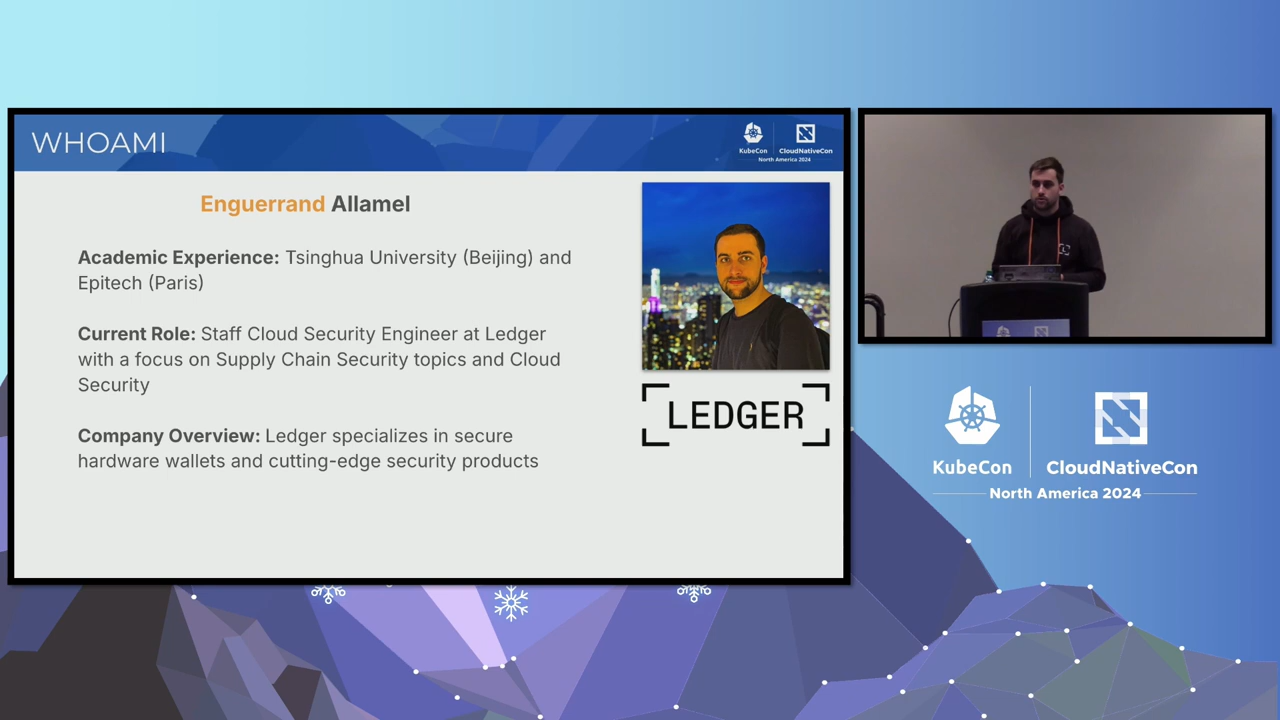 WHOAMI
KubeCon
CloudNativeCon
North America 2024
Enguerrand Allamel
Academic Experience: Tsinghua University (Beijing) and
Epitech (Paris)
Current Role: Staff Cloud Security Engineer at Ledger
with a focus on Supply Chain Security topics and Cloud
Security
Company Overview: Ledger specializes in secure
hardware wallets and cutting-edge security products
LEDGER
KubeCon
CloudNativeCon
North America 2024